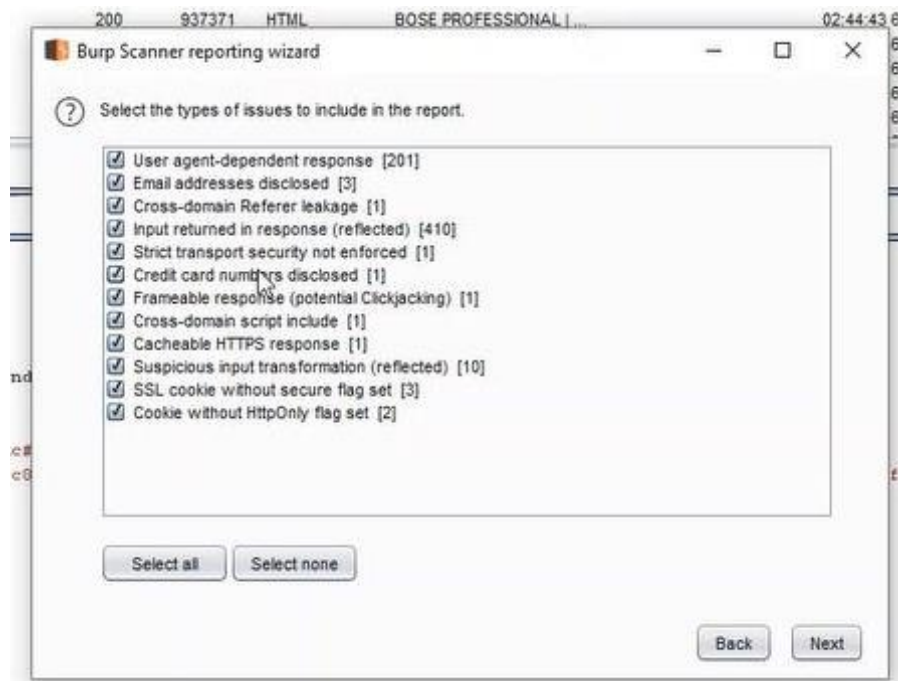 200 937371 HTML BOSE PROFESSIONAL | ... 02:44:43 6
Burp Scanner reporting wizard
Select the types of issues to include in the report.
User agent-dependent response [201]
Email addresses disclosed [3]
Cross-domain Referer leakage [1]
Input returned in response (reflected) [410]
Strict transport security not enforced [1]
Credit card numbers disclosed [1]
Frameable response (potential Clickjacking) [1]
Cross-domain script include [1]
Cacheable HTTPS response [1]
Suspicious input transformation (reflected) [10]
SSL cookie without secure flag set [3]
Cookie without HttpOnly flag set [2]
nd
c#
c8
Select all Select none
Back Next